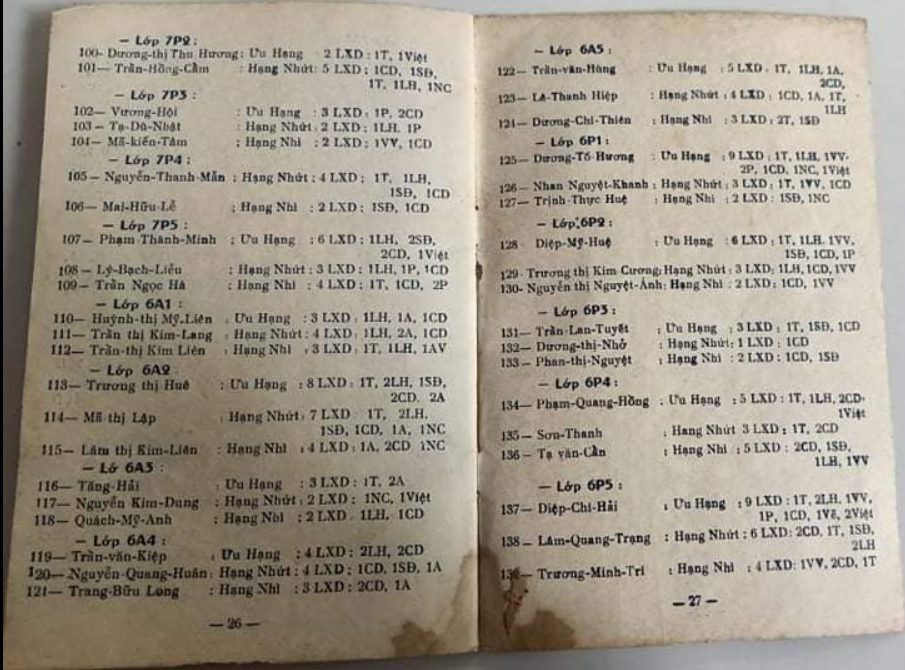 — Lớp 7P2 :
100- Dương-thị Thu Hương : Ưu Hạng 2 LXD : 1T, 1Việt
101— Trần-Hồng-Cẩm : Hạng Nhứt: 5 LXD : 1CD, 1SĐ,
1T, 1LH, 1NC
— Lớp 7P3 :
102— Vương-Hội : Ưu Hạng : 3 LXD : 1P, 2CD
103 — Tạ-Dũ-Nhật : Hạng Nhứt: 2 LXD : 1LH. 1P
104— Mã-kiến-Tâm : Hạng Nhì : 2 LXD : 1VV, 1CD
— Lớp 7P4 :
105— Nguyễn-Thanh-Mẫn : Hạng Nhứt: 4 LXD : 1T, 1LH,
1SĐ, 1CD
106— Mai-Hữu-Lễ : Hạng Nhì : 2 LXD : 1SĐ, 1CD
— Lớp 7P5 :
107— Phạm-Thành-Minh : Ưu Hạng : 6 LXD : 1LH, 2SĐ,
2CD, 1Việt
108— Lý-Bạch-Liễu : Hạng Nhứt: 3 LXD : 1LH, 1P, 1CD
109— Trần Ngọc Hà : Hạng Nhì : 4 LXD : 1T, 1CD, 2P
— Lớp 6A1 :
110— Huỳnh-thị Mỹ-Liên : Ưu Hạng : 3 LXD : 1LH, 1A, 1CD
111— Trần thị Kim-Lang : Hạng Nhứt: 4 LXD : 1LH, 2A, 1CD
112— Trần-thị Kim Liên : Hạng Nhì : 3 LXD : 1T, 1LH, 1AV
— Lớp 6A2
113— Trương thị Huê : Ưu Hạng : 8 LXD : 1T, 2LH, 1SĐ,
2CD. 2A
114— Mã thị Lập : Hạng Nhứt: 7 LXD 1T, 2LH,
1SĐ, 1CD, 1A, 1NC
115— Lâm thị Kim-Liên : Hạng Nhì : 4 LXD : 1A, 2CD 1NC
— Lớ 6A3 :
116— Tăng-Hải : Ưu Hạng : 3 LXD : 1T, 2A
117— Nguyễn Kim-Dung : Hạng Nhứt: 2 LXD : 1NC, 1Việt
118— Quách-Mỹ-Anh : Hạng Nhì : 2 LXD : 1LH, 1CD
— Lớp 6A4 :
119— Trần-văn-Kiệp : Ưu Hạng : 4 LXD : 2LH, 2CD
120— Nguyễn-Quang-Huân : Hạng Nhứt: 4 LXD : 1CD, 1SĐ, 1A
121— Trang-Bữu Long : Hạng Nhì : 3 LXD : 2CD, 1A
— 26 —
— Lớp 6A5 :
122— Trần-văn-Hùng : Ưu Hạng : 5 LXD : 1T, 1LH, 1A,
2CD,
123— Lê-Thanh Hiệp : Hạng Nhứt : 4 LXD : 1CD, 1A, 1T,
1LH
124— Dương-Chí-Thiên : Hạng Nhì : 3 LXD : 2T, 1SĐ
— Lớp 6P1 :
125— Dương-Tố-Hương : Ưu Hạng : 9 LXD : 1T, 1LH, 1VV-
2P, 1CD, 1NC, 1Việt
126— Nhan Nguyệt-Khanh : Hạng Nhứt : 3 LXD : 1T, 1VV, 1CD
127— Trịnh-Thực Huệ : Hạng Nhì : 2 LXD : 1SĐ, 1NC
— Lớp 6P2 :
128 Diệp-Mỹ-Huệ : Ưu Hạng : 6 LXD : 1T, 1LH. 1VV,
1SĐ, 1CD, 1P
129- Trương thị Kim-Cương: Hạng Nhứt : 3 LXD: 1LH, 1CD, 1VV
130- Nguyễn thị Nguyệt-Ánh: Hạng Nhì : 2 LXD : 1CD, 1VV
— Lớp 6P3 :
131— Trần-Lan-Tuyết : Ưu Hạng : 3 LXD : 1T, 1SĐ, 1CD
132— Dương-thị-Nhở : Hạng Nhứt: 1 LXD : 1CD
133— Phan-thị-Nguyệt : Hạng Nhì : 2 LXD : 1CD, 1SĐ
— Lớp 6P4 :
134— Phạm-Quang-Hồng : Ưu Hạng : 5 LXD : 1T, 1LH, 2CD-
1Việt
135— Sơn-Thanh : Hạng Nhứt 3 LXD : 1T, 2CD
136— Tạ văn-Cần : Hạng Nhì : 5 LXD : 2CD, 1SĐ,
1LH, 1VV
— Lớp 6P5 :
137— Diệp-Chi-Hải : Ưu Hạng : 9 LXD : 1T, 2LH, 1VV,
1P, 1CD, 1Vẽ, 2Việt
138— Lâm-Quang-Trạng : Hạng Nhứt : 6 LXD: 2CD, 1T, 1SĐ,
2LH
139— Trương-Minh-Trí : Hạng Nhì : 4 LXD: 1VV, 2CD, 1T
— 27 —